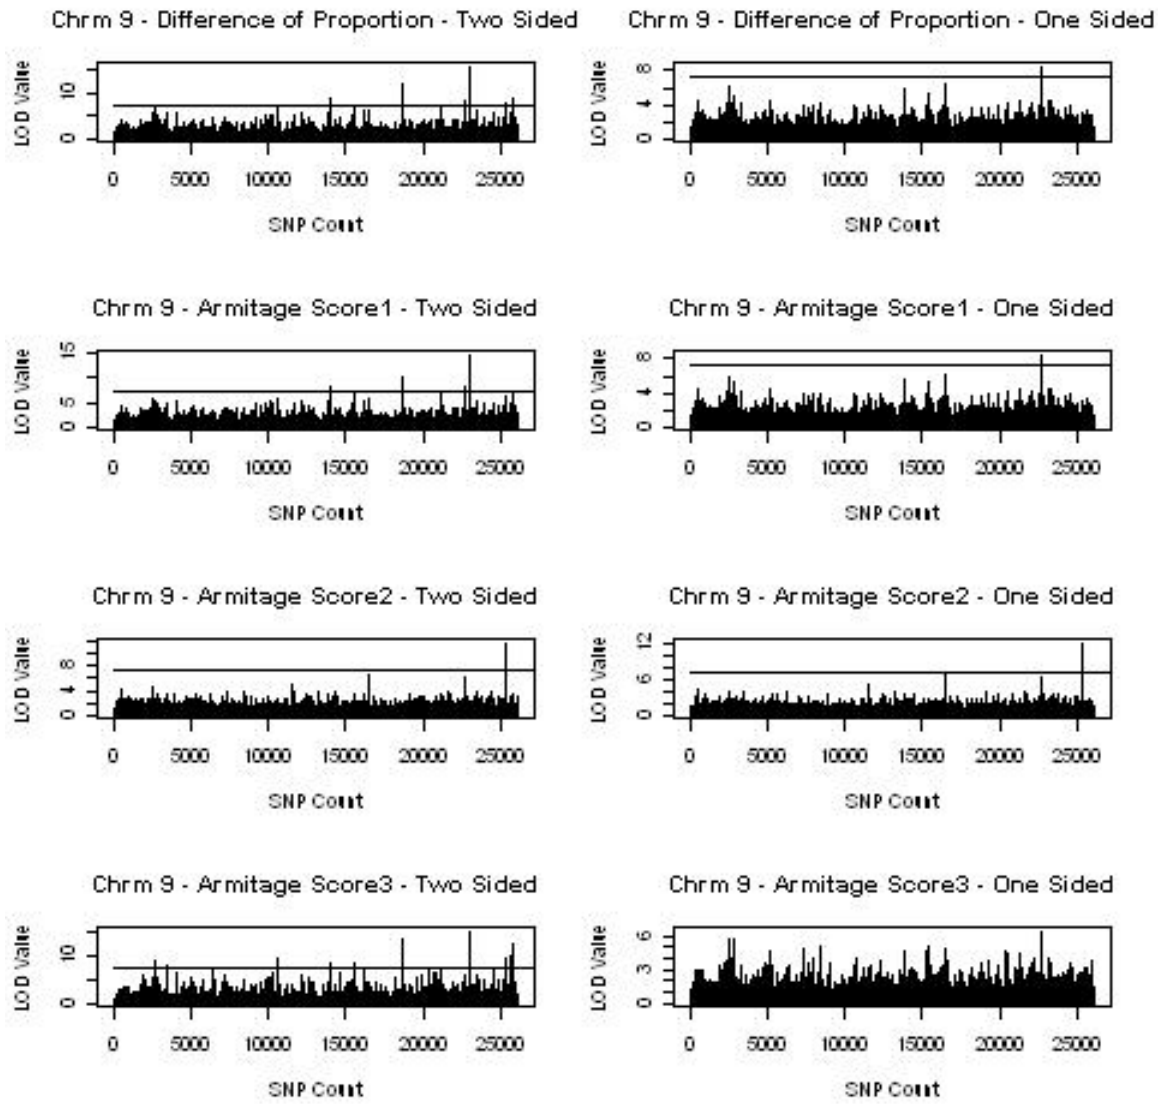 Chrm 9 - Difference of Proportion - Two Sided
LOD Value
10
0
0 5000 10000 15000 20000 25000
SNP Count
Chrm 9 - Difference of Proportion - One Sided
LOD Value
8
4
0
0 5000 10000 15000 20000 25000
SNP Count
Chrm 9 - Armitage Score1 - Two Sided
LOD Value
15
5
0
0 5000 10000 15000 20000 25000
SNP Count
Chrm 9 - Armitage Score1 - One Sided
LOD Value
8
4
0
0 5000 10000 15000 20000 25000
SNP Count
Chrm 9 - Armitage Score2 - Two Sided
LOD Value
8
4
0
0 5000 10000 15000 20000 25000
SNP Count
Chrm 9 - Armitage Score2 - One Sided
LOD Value
12
6
0
0 5000 10000 15000 20000 25000
SNP Count
Chrm 9 - Armitage Score3 - Two Sided
LOD Value
10
0
0 5000 10000 15000 20000 25000
SNP Count
Chrm 9 - Armitage Score3 - One Sided
LOD Value
6
3
0
0 5000 10000 15000 20000 25000
SNP Count